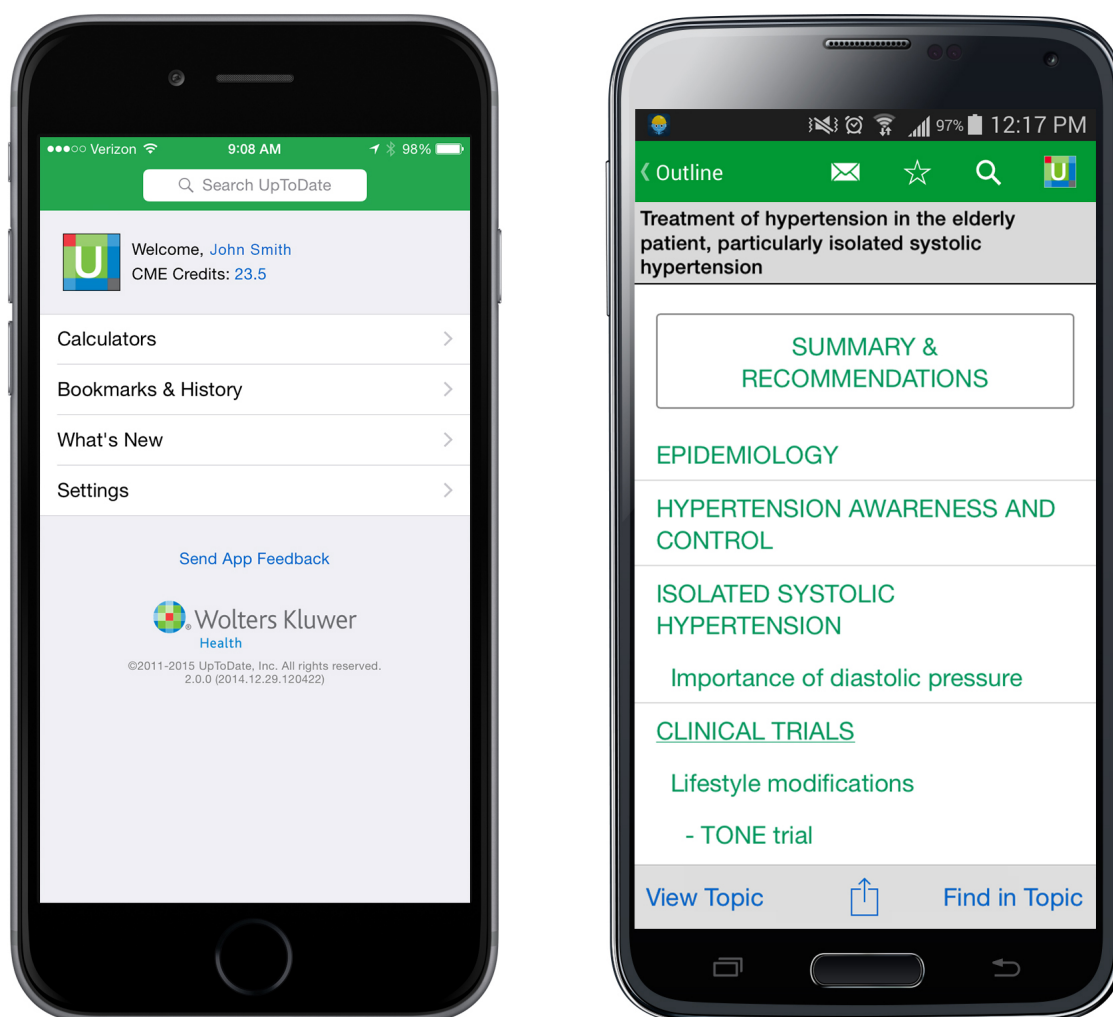 Verizon 9:08 AM 98%
Search UpToDate
U
Welcome, John Smith
CME Credits: 23.5
Calculators
Bookmarks & History
What's New
Settings
Send App Feedback
Wolters Kluwer
Health
©2011-2015 UpToDate, Inc. All rights reserved.
2.0.0 (2014.12.29.120422)
97% 12:17 PM
Outline U
Treatment of hypertension in the elderly
patient, particularly isolated systolic
hypertension
SUMMARY &
RECOMMENDATIONS
EPIDEMIOLOGY
HYPERTENSION AWARENESS AND
CONTROL
ISOLATED SYSTOLIC
HYPERTENSION
Importance of diastolic pressure
CLINICAL TRIALS
Lifestyle modifications
- TONE trial
View Topic Find in Topic